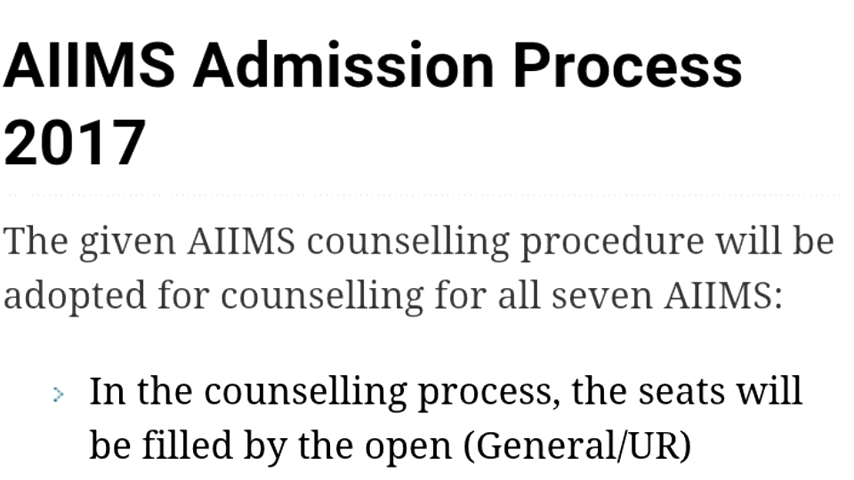 AIIMS Admission Process
2017
The given AIIMS counselling procedure will be
adopted for counselling for all seven AIIMS:
In the counselling process, the seats will
be filled by the open (General/UR)